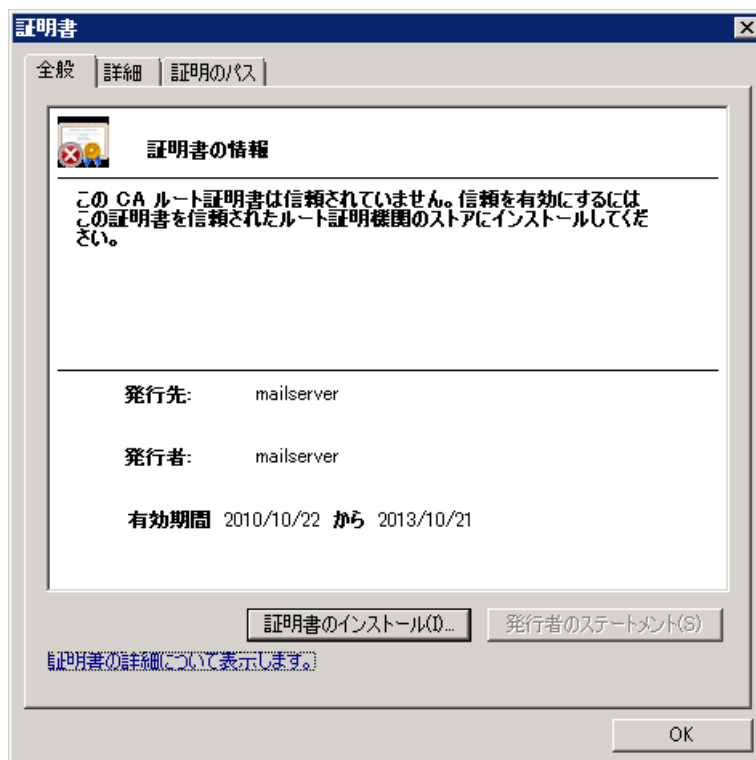 証明書
全般 詳細 証明のパス
証明書の情報
この CA ルート証明書は信頼されていません。信頼を有効にするには
この証明書を信頼されたルート証明機関のストアにインストールしてくだ
さい。
発行先: mailserver
発行者: mailserver
有効期間 2010/10/22 から 2013/10/21
証明書のインストール(I)... 発行者のステートメント(S)
証明書の詳細について表示します。
OK